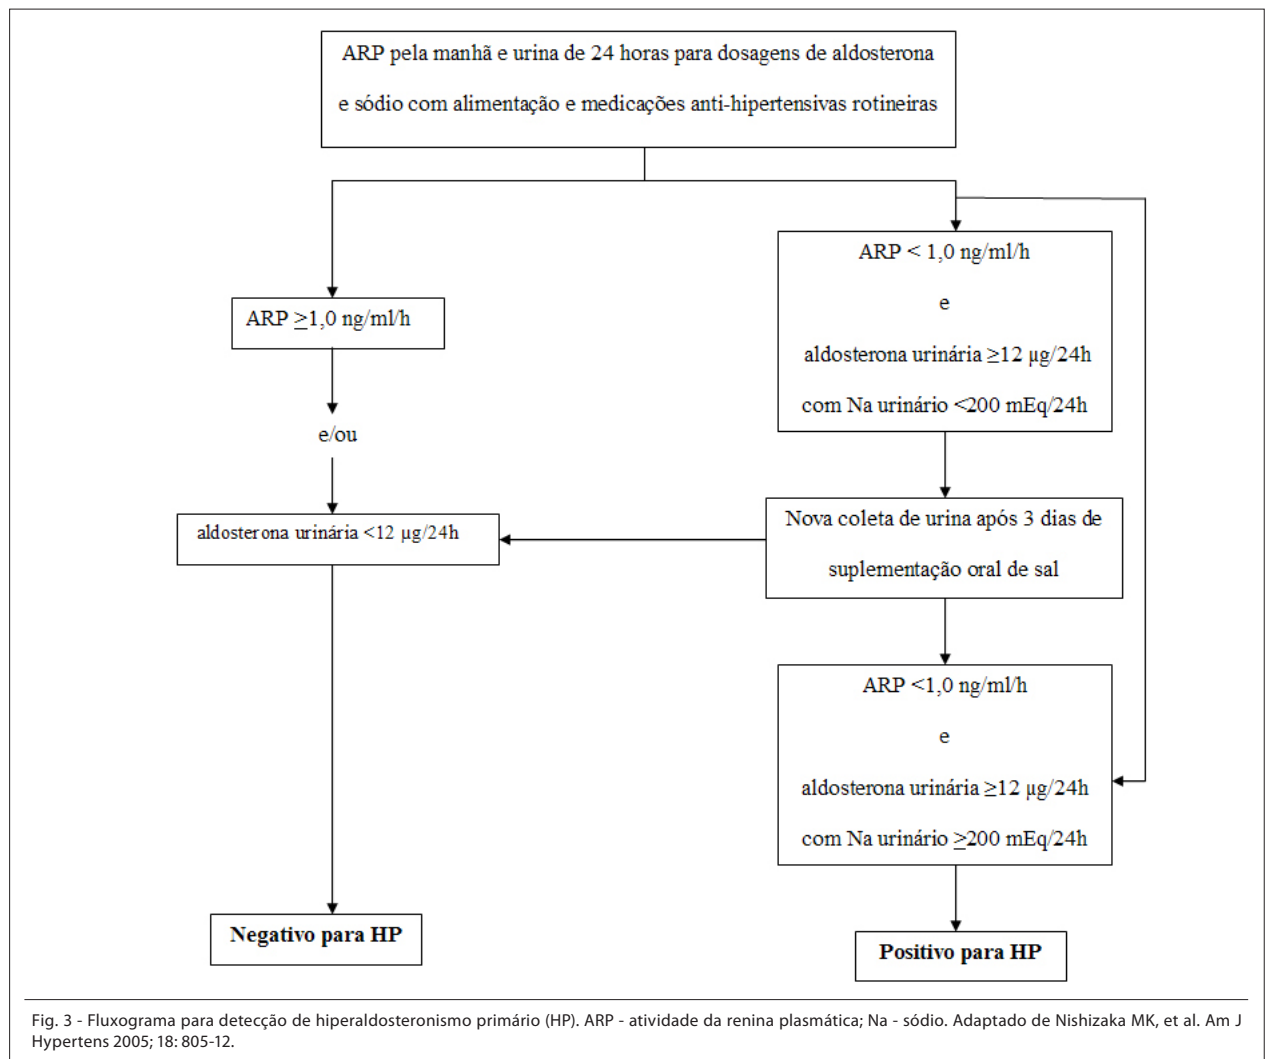 ARP pela manhã e urina de 24 horas para dosagens de aldosterona
e sódio com alimentação e medicações anti-hipertensivas rotineiras
ARP ≥1,0 ng/ml/h
e/ou
aldosterona urinária <12 µg/24h
Negativo para HP
ARP < 1,0 ng/ml/h
e
aldosterona urinária ≥12 µg/24h
com Na urinário <200 mEq/24h
Nova coleta de urina após 3 dias de
suplementação oral de sal
ARP <1,0 ng/ml/h
e
aldosterona urinária ≥12 µg/24h
com Na urinário ≥200 mEq/24h
Positivo para HP
Fig. 3 - Fluxograma para detecção de hiperaldosteronismo primário (HP). ARP - atividade da renina plasmática; Na - sódio. Adaptado de Nishizaka MK, et al. Am J
Hypertens 2005; 18: 805-12.